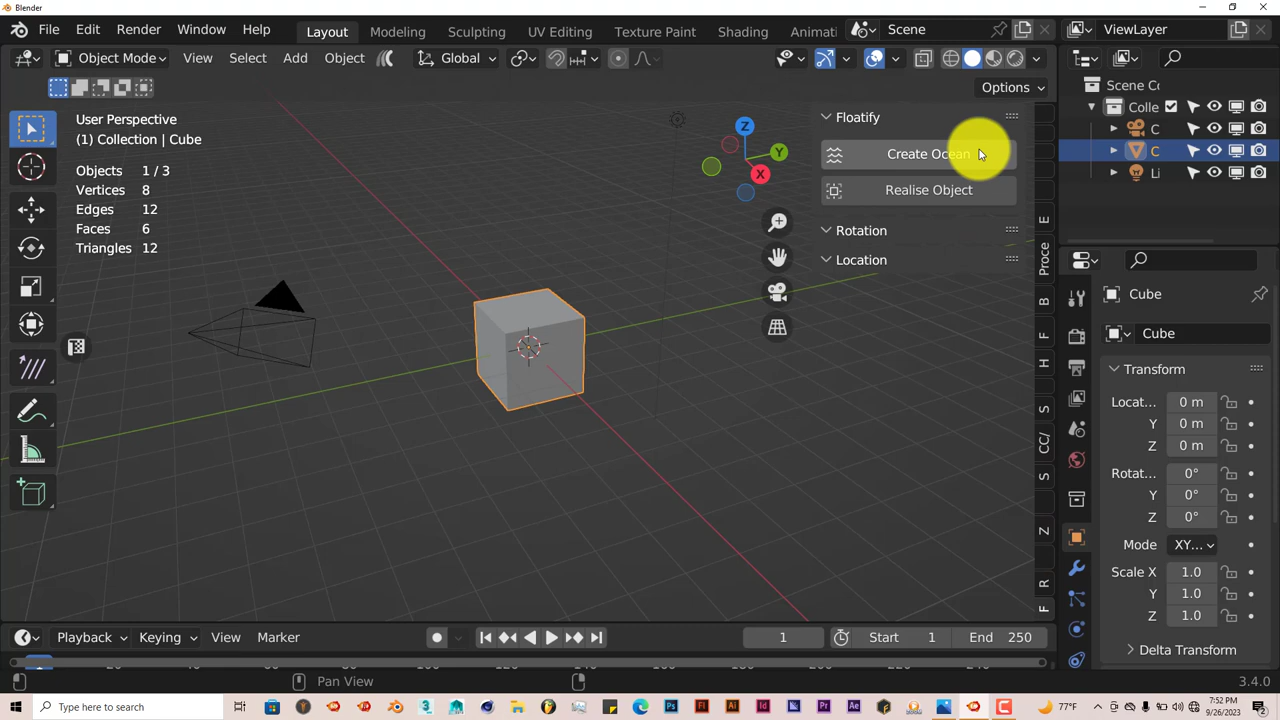 Blender
File Edit Render Window Help Layout Modeling Sculpting UV Editing Texture Paint Shading Animati Scene ViewLayer
Object Mode View Select Add Object Global
Options
User Perspective
(1) Collection | Cube
Objects 1 / 3
Vertices 8
Edges 12
Faces 6
Triangles 12
Z
Y
X
Floatify
Create Ocean
Realise Object
Rotation
Location
E
Proce
B
F
H
S
CC/
S
Z
R
F
Scene Cc
Colle
C
C
Li
Cube
Cube
Transform
Locat... 0 m
Y 0 m
Z 0 m
Rotat... 0°
Y 0°
Z 0°
Mode XY...
Scale X 1.0
Y 1.0
Z 1.0
Delta Transform
Playback Keying View Marker 1 Start 1 End 250
Pan View 3.4.0
Type here to search
77°F
7:52 PM
9/26/2023